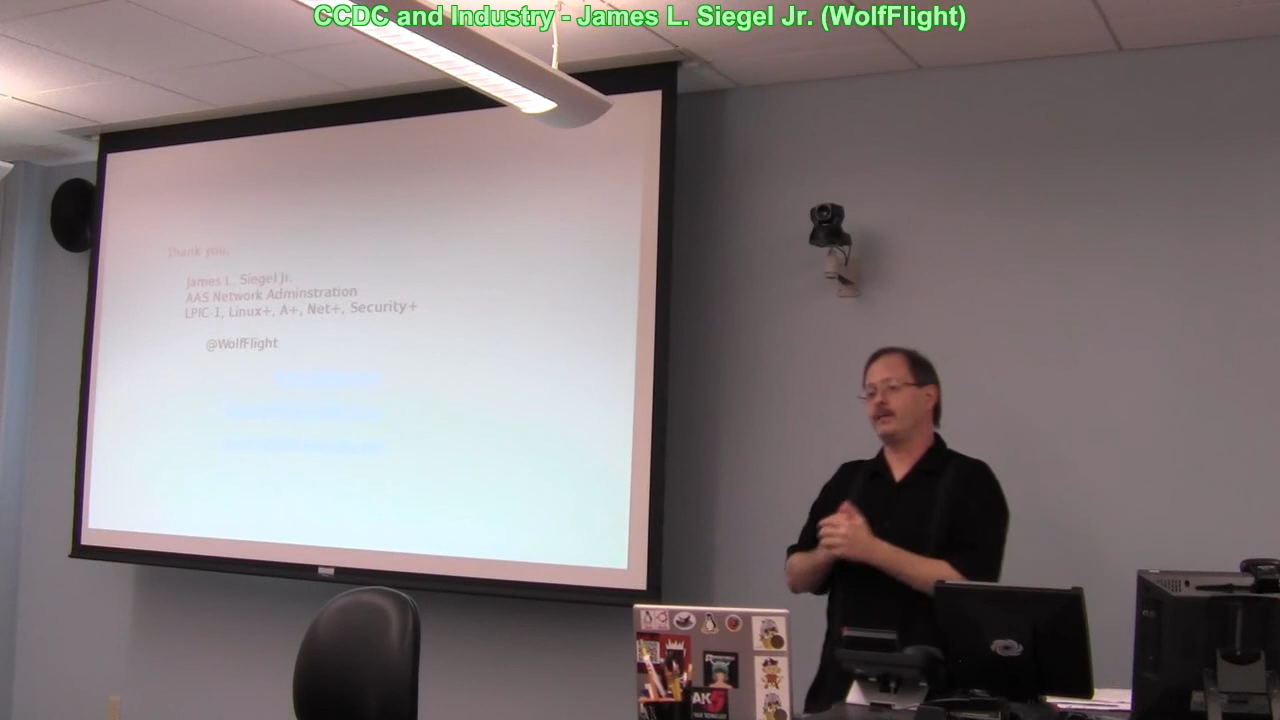 CCDC and Industry - James L. Siegel Jr. (WolfFlight)
Thank you,
James L. Siegel Jr.
AAS Network Adminstration
LPIC-1, Linux+, A+, Net+, Security+
@WolfFlight